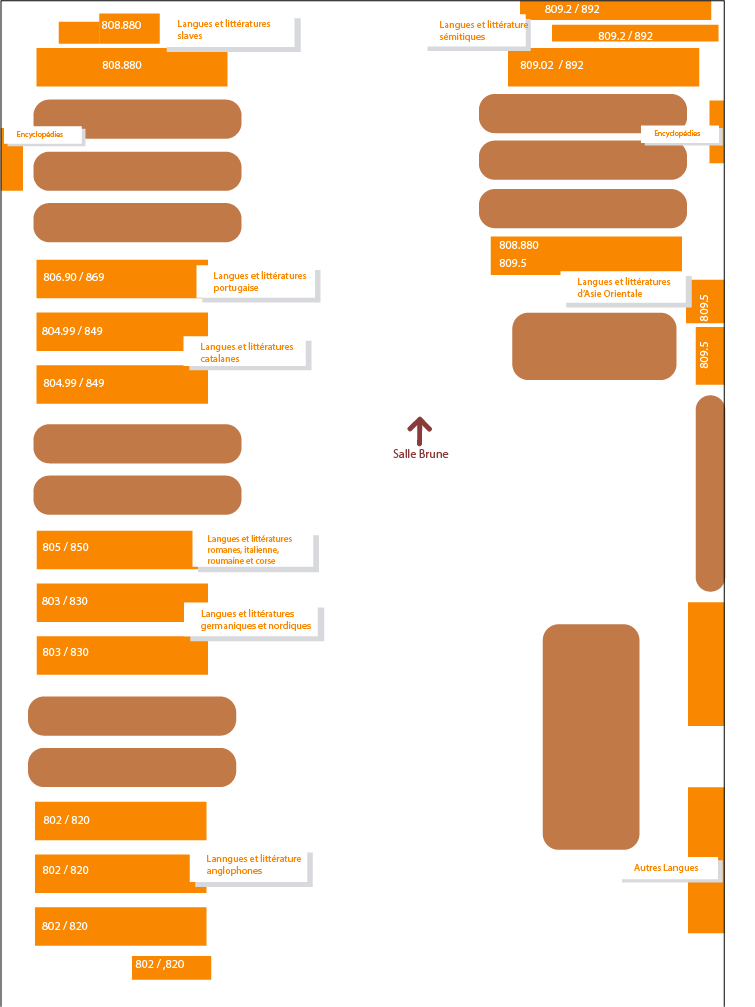 808.880
Langues et littératures
slaves
808.880
Encyclopédies
806.90 / 869
Langues et littératures
portugaise
804.99 / 849
Langues et littératures
catalanes
804.99 / 849
805 / 850
Langues et littératures
romanes, italienne,
roumaine et corse
803 / 830
Langues et littératures
germaniques et nordiques
803 / 830
802 / 820
802 / 820
Lanngues et littérature
anglophones
802 / 820
802 / ,820
Salle Brune
809.2 / 892
Langues et littérature
sémitiques
809.2 / 892
809.02 / 892
Encyclopédies
808.880
809.5
Langues et littératures
d'Asie Orientale
809.5
809.5
Autres Langues